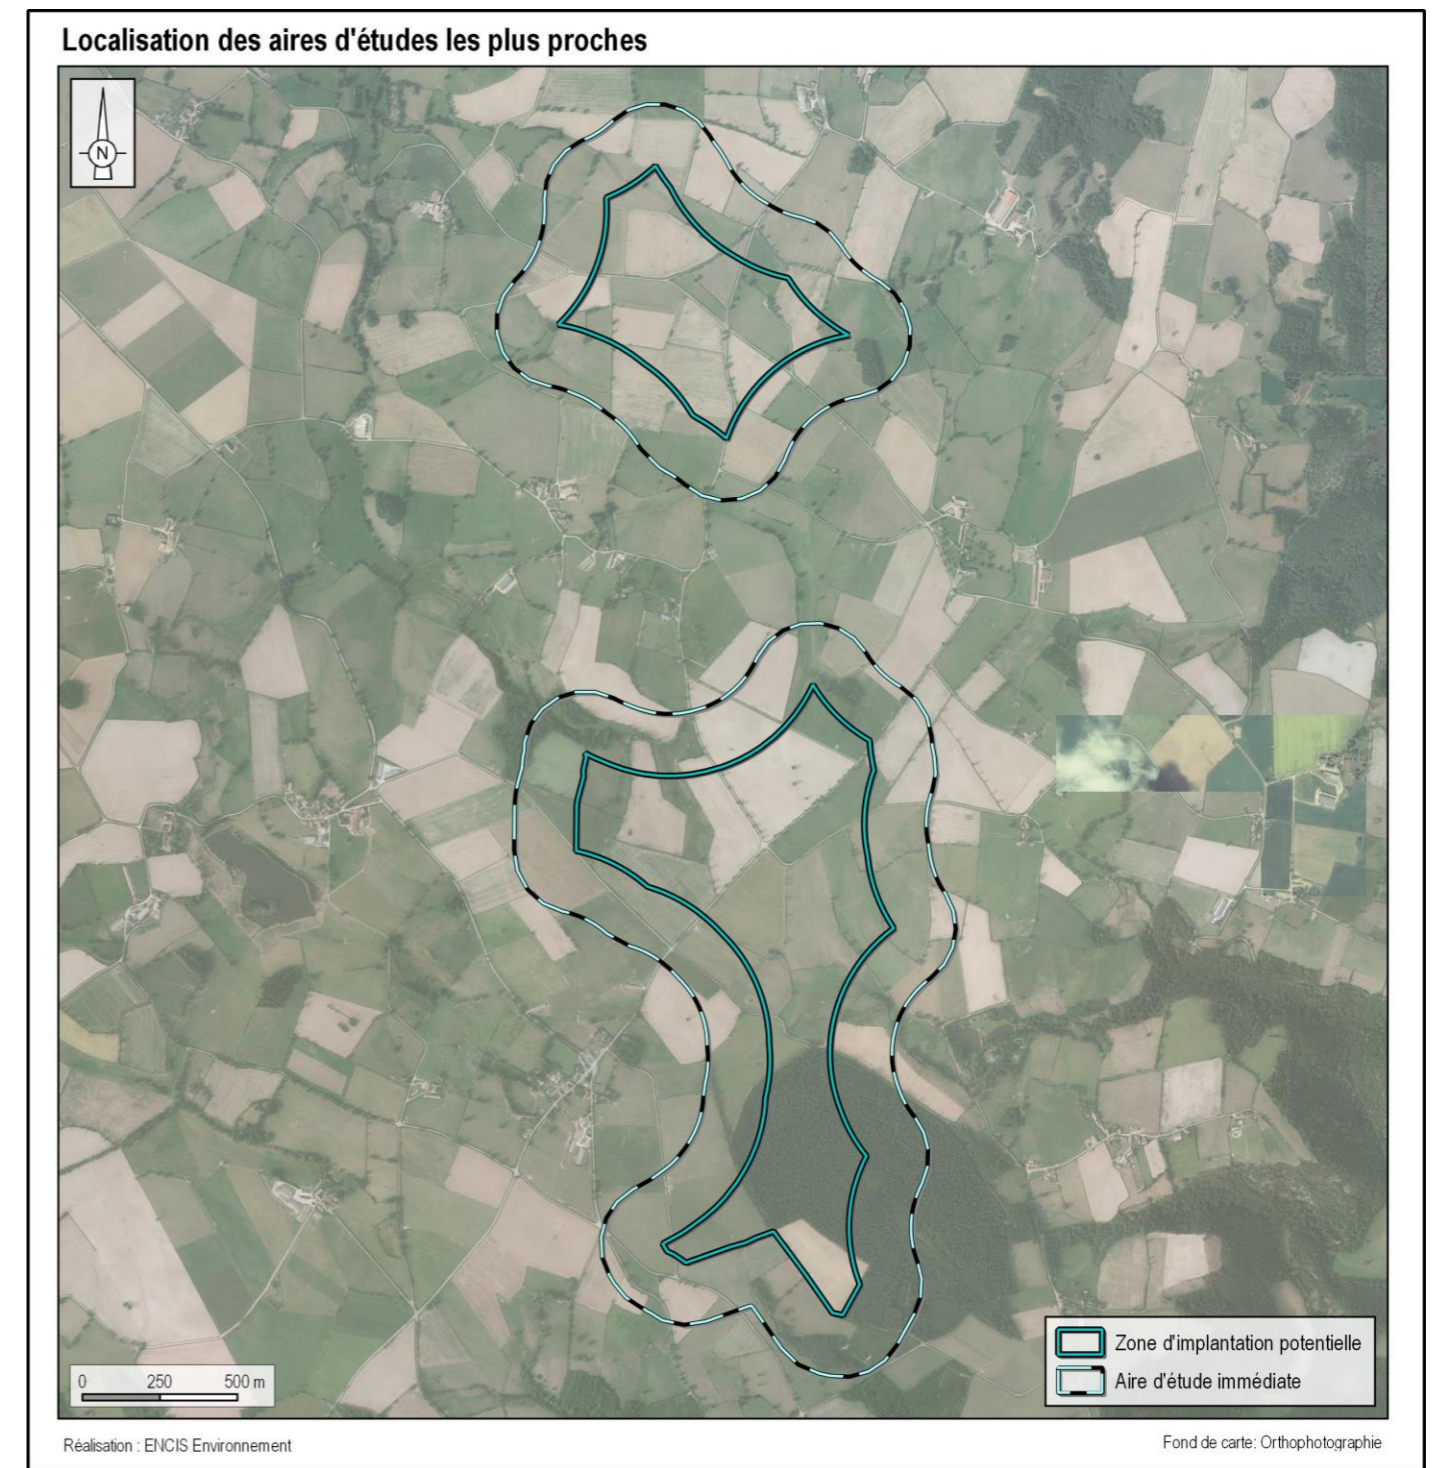 Localisation des aires d'études les plus proches
N
0 250 500 m
Zone d'implantation potentielle
Aire d'étude immédiate
Réalisation : ENCIS Environnement
Fond de carte: Orthophotographie